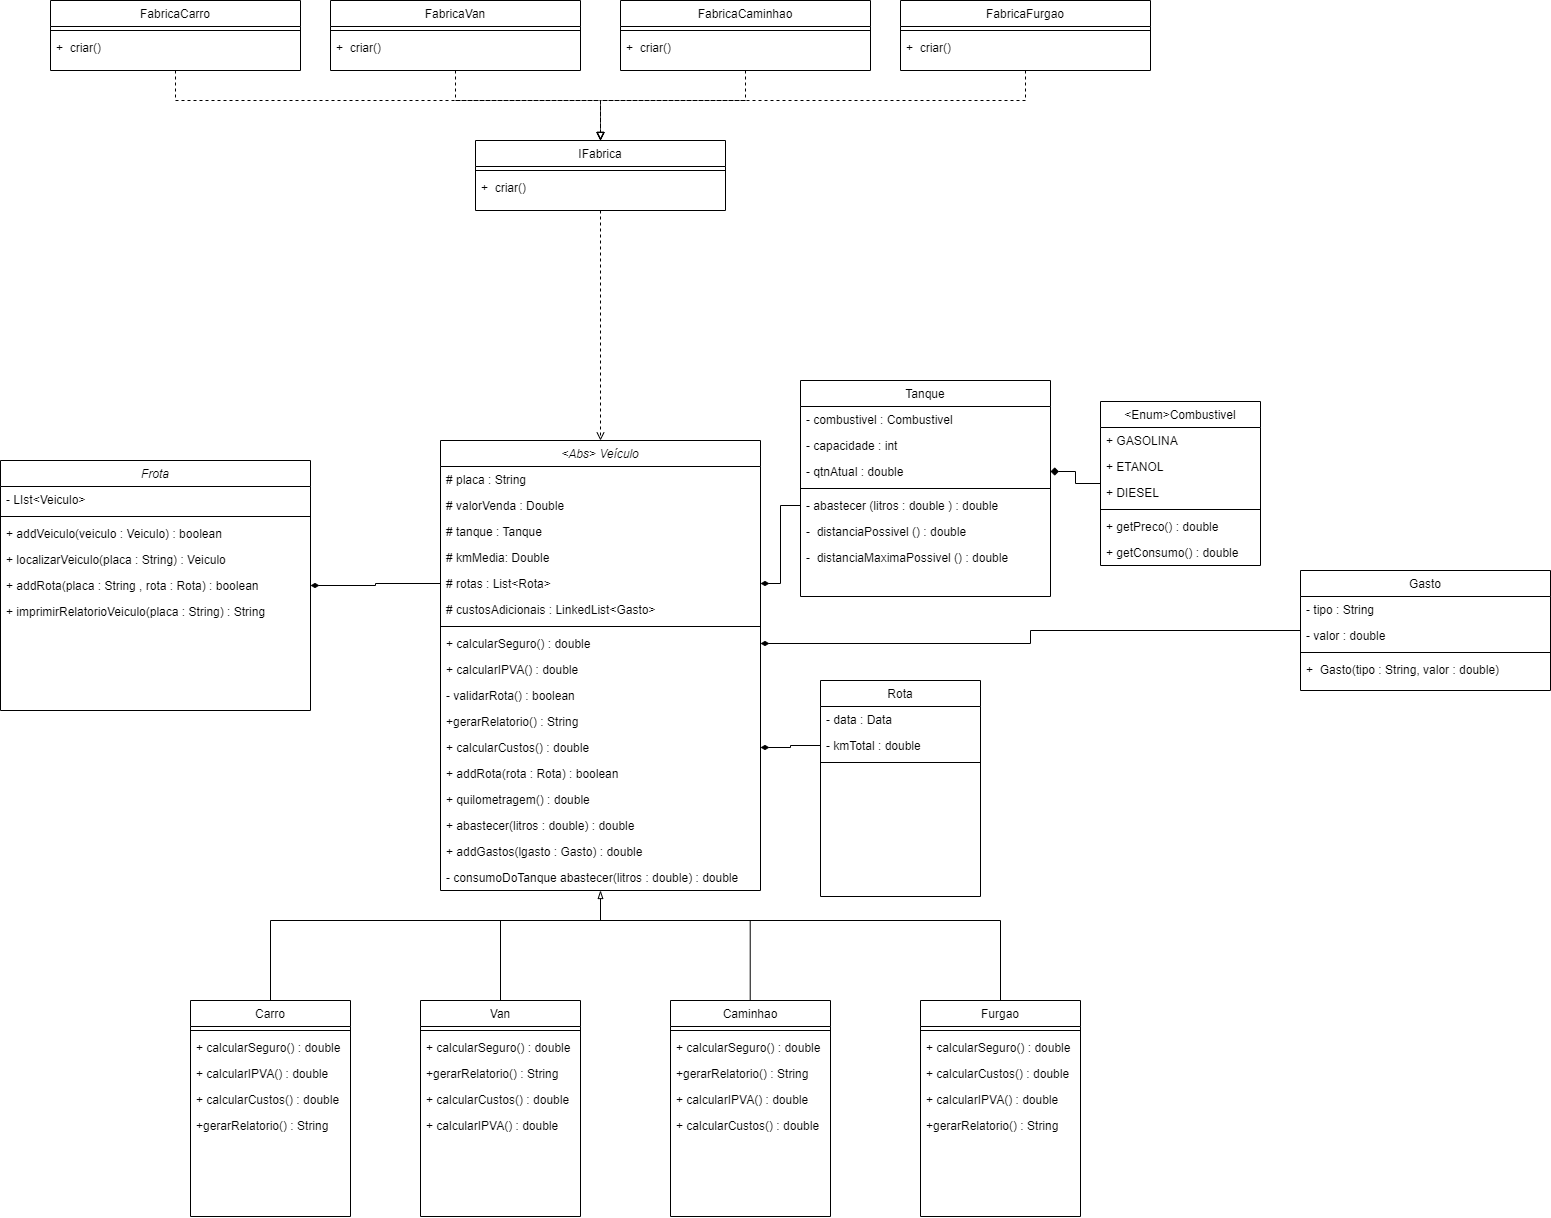 FabricaCarro
+ criar()
FabricaVan
+ criar()
FabricaCaminhao
+ criar()
FabricaFurgao
+ criar()
IFabrica
+ criar()
Tanque
- combustivel : Combustivel
- capacidade : int
- qtnAtual : double
- abastecer (litros : double ) : double
- distanciaPossivel () : double
- distanciaMaximaPossivel () : double
<Enum>Combustivel
+ GASOLINA
+ ETANOL
+ DIESEL
+ getPreco() : double
+ getConsumo() : double
Frota
- LIst<Veiculo>
+ addVeiculo(veiculo : Veiculo) : boolean
+ localizarVeiculo(placa : String) : Veiculo
+ addRota(placa : String , rota : Rota) : boolean
+ imprimirRelatorioVeiculo(placa : String) : String
<Abs> Veículo
# placa : String
# valorVenda : Double
# tanque : Tanque
# kmMedia: Double
# rotas : List<Rota>
# custosAdicionais : LinkedList<Gasto>
+ calcularSeguro() : double
+ calcularIPVA() : double
- validarRota() : boolean
+gerarRelatorio() : String
+ calcularCustos() : double
+ addRota(rota : Rota) : boolean
+ quilometragem() : double
+ abastecer(litros : double) : double
+ addGastos(lgasto : Gasto) : double
- consumoDoTanque abastecer(litros : double) : double
Gasto
- tipo : String
- valor : double
+ Gasto(tipo : String, valor : double)
Rota
- data : Data
- kmTotal : double
Carro
+ calcularSeguro() : double
+ calcularIPVA() : double
+ calcularCustos() : double
+gerarRelatorio() : String
Van
+ calcularSeguro() : double
+gerarRelatorio() : String
+ calcularCustos() : double
+ calcularIPVA() : double
Caminhao
+ calcularSeguro() : double
+gerarRelatorio() : String
+ calcularIPVA() : double
+ calcularCustos() : double
Furgao
+ calcularSeguro() : double
+ calcularCustos() : double
+ calcularIPVA() : double
+gerarRelatorio() : String